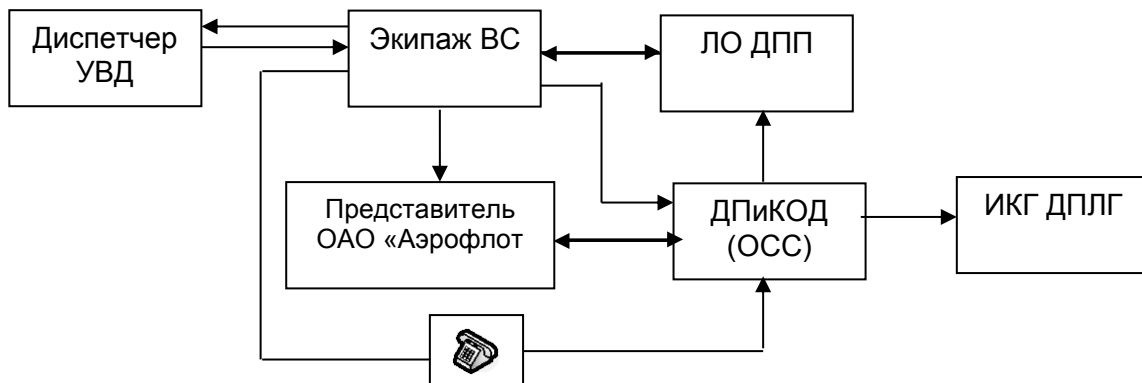 Диспетчер
УВД
Экипаж ВС
ЛО ДПП
Представитель
ОАО «Аэрофлот
ДПиКОД
(ОСС)
ИКГ ДПЛГ